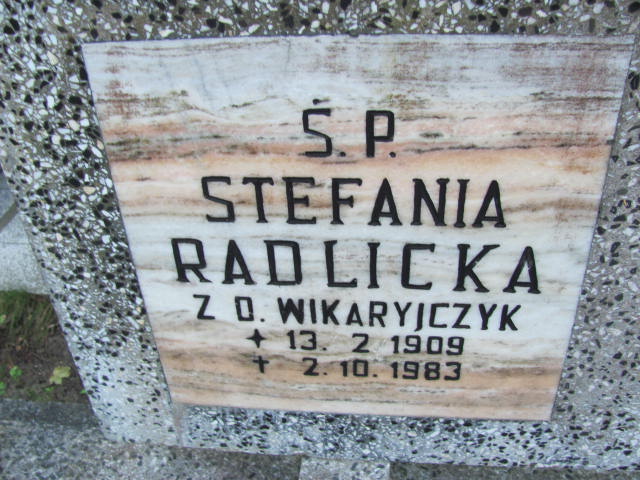 Ś. P.
STEFANIA
RADLICKA
Z D. WIKARYJCZYK
✦ 13. 2 1909
✝ 2.10.1983